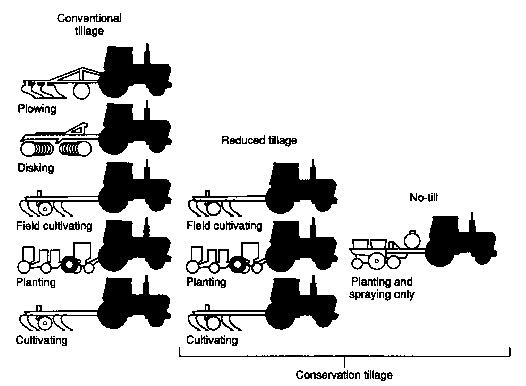 Conventional
tillage
Plowing
Disking
Field cultivating
Planting
Cultivating
Reduced tillage
Field cultivating
Planting
Cultivating
No-till
Planting and
spraying only
Conservation tillage